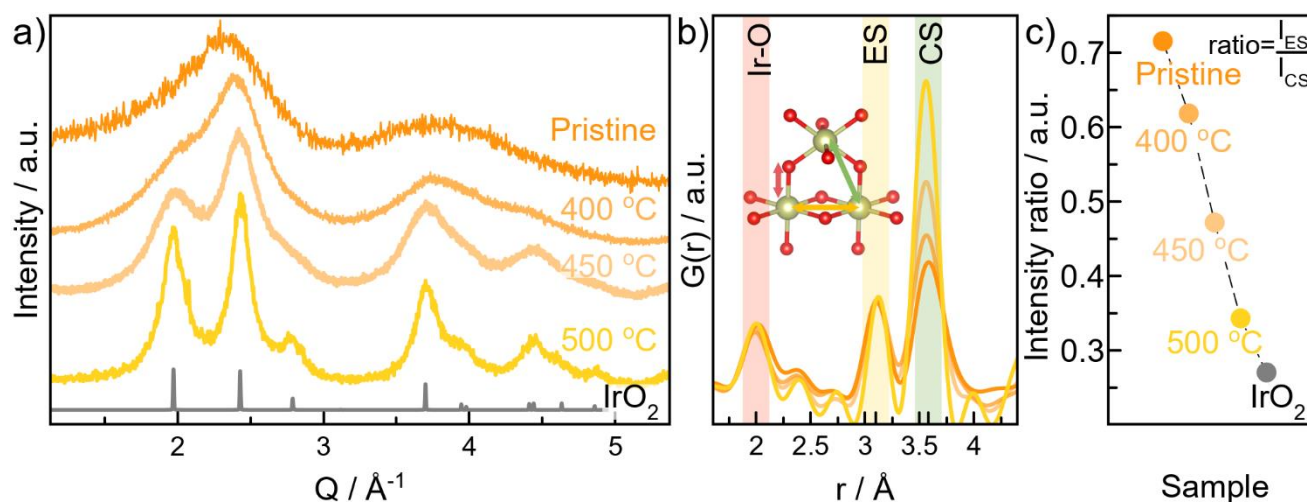 a)
Intensity / a.u.
Pristine
400 °C
450 °C
500 °C
IrO₂
2
3
4
5
Q / Å⁻¹
b)
G(r) / a.u.
Ir-O
ES
CS
2
2.5
3
3.5
4
r / Å
c)
Intensity ratio / a.u.
0.7
0.6
0.5
0.4
0.3
ratio=I_ES/I_CS
Pristine
400 °C
450 °C
500 °C
IrO₂
Sample